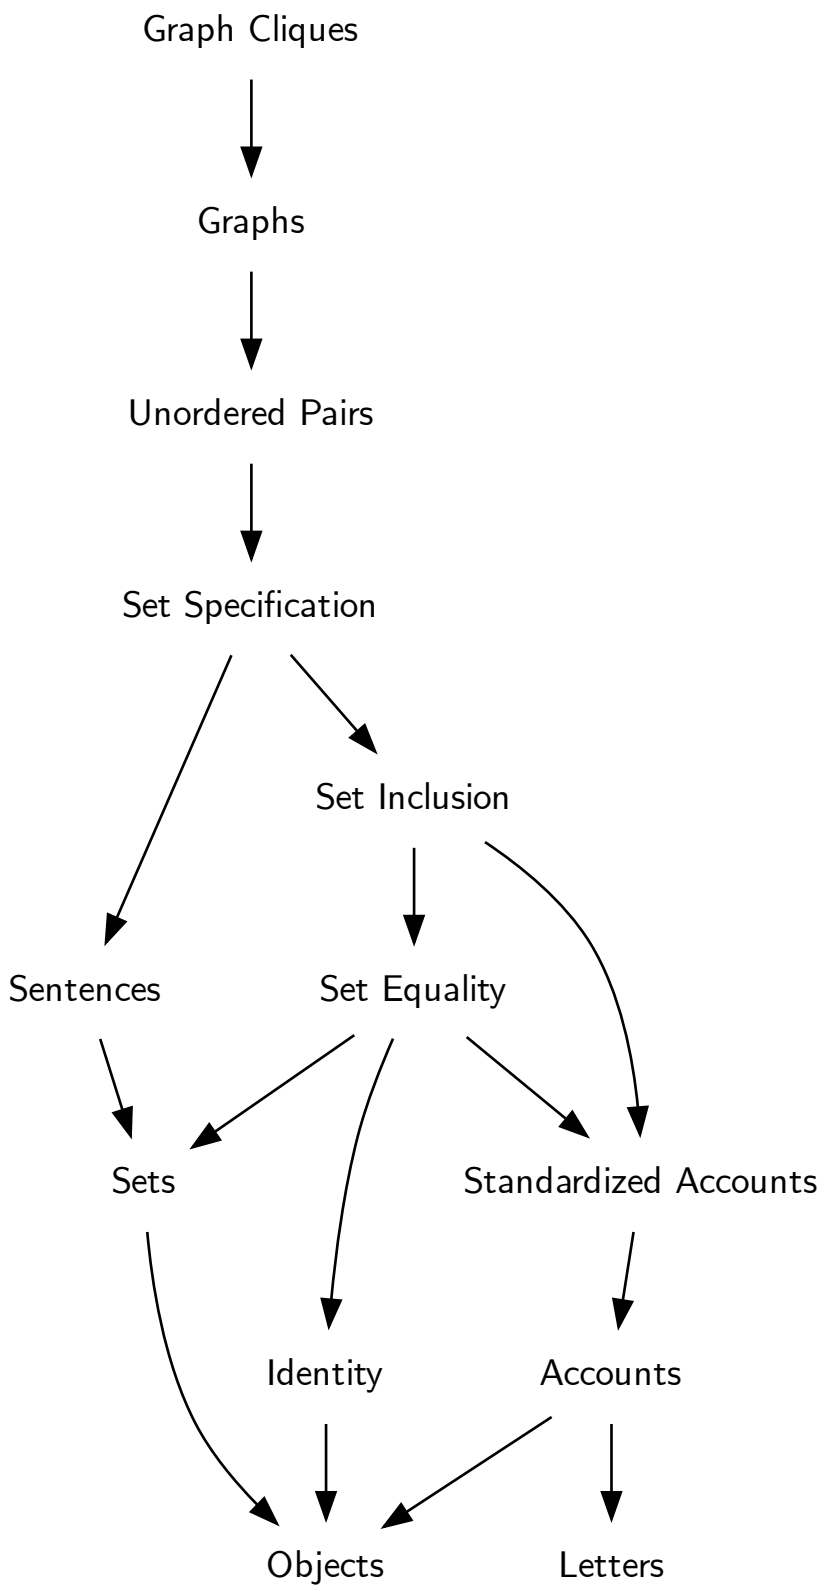 Graph Cliques
Graphs
Unordered Pairs
Set Specification
Set Inclusion
Sentences
Set Equality
Sets
Standardized Accounts
Identity
Accounts
Objects
Letters